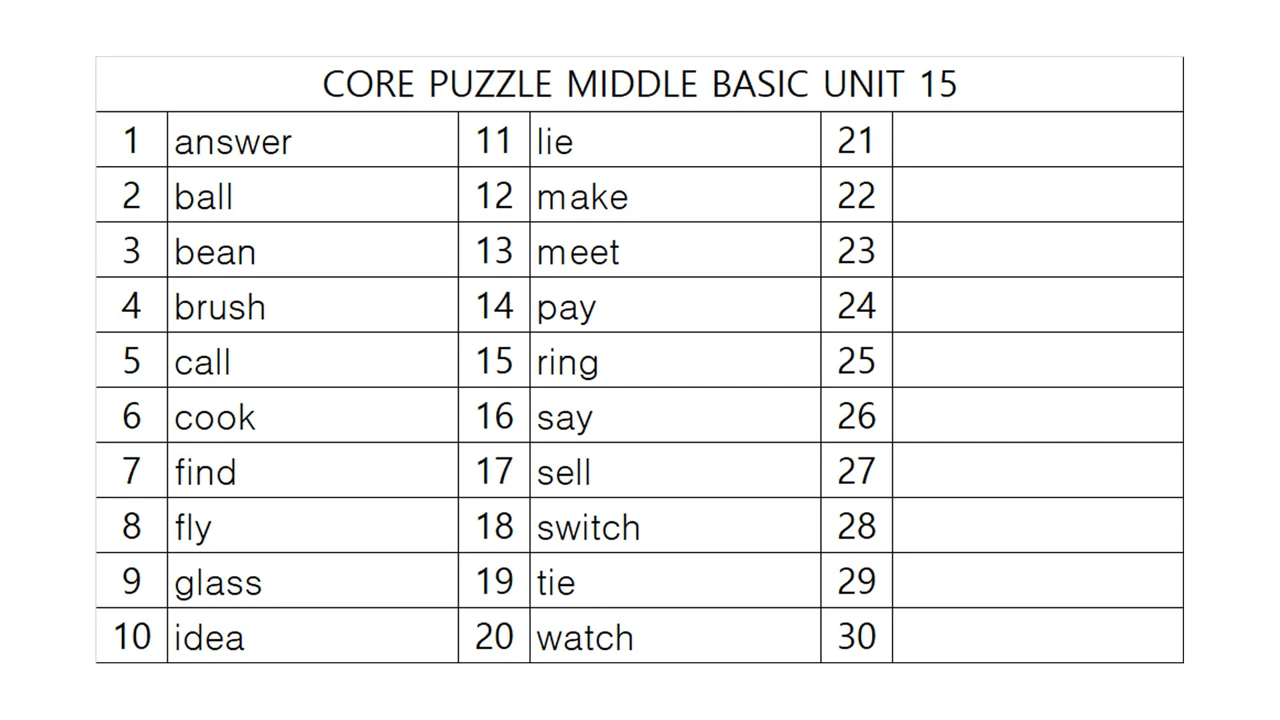 CORE PUZZLE MIDDLE BASIC UNIT 15
1 answer 11 lie 21
2 ball 12 make 22
3 bean 13 meet 23
4 brush 14 pay 24
5 call 15 ring 25
6 cook 16 say 26
7 find 17 sell 27
8 fly 18 switch 28
9 glass 19 tie 29
10 idea 20 watch 30